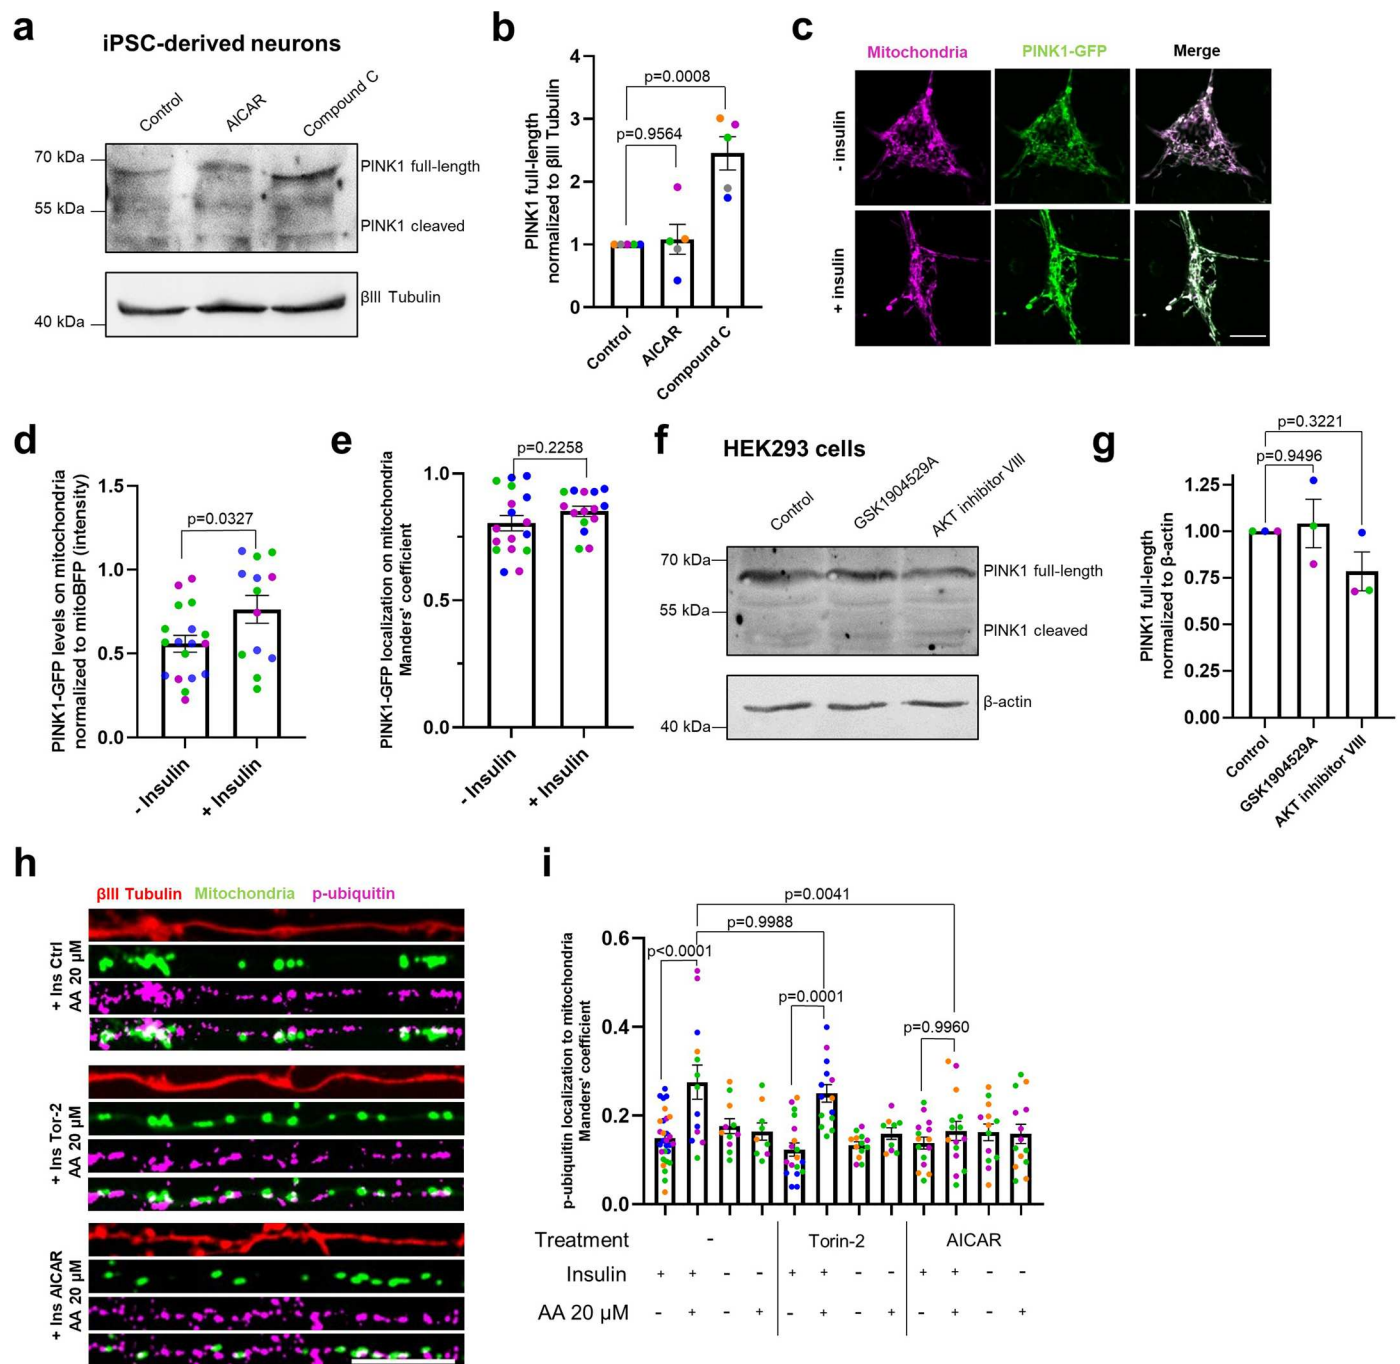 a
iPSC-derived neurons
Control
AICAR
Compound C
70 kDa
55 kDa
40 kDa
PINK1 full-length
PINK1 cleaved
βIII Tubulin
b
PINK1 full-length
normalized to βIII Tubulin
4
3
2
1
0
p=0.0008
p=0.9564
Control
AICAR
Compound C
c
Mitochondria
PINK1-GFP
Merge
- insulin
+ insulin
d
PINK1-GFP levels on mitochondria
normalized to mitoBFP (intensity)
1.5
1.0
0.5
0.0
p=0.0327
- Insulin
+ Insulin
e
PINK1-GFP localization on mitochondria
Manders' coefficient
1.0
0.5
0.0
p=0.2258
- Insulin
+ Insulin
f
HEK293 cells
Control
GSK1904529A
AKT inhibitor VIII
70 kDa
55 kDa
40 kDa
PINK1 full-length
PINK1 cleaved
β-actin
g
PINK1 full-length
normalized to β-actin
1.25
1.00
0.75
0.50
0.25
0.00
p=0.3221
p=0.9496
Control
GSK1904529A
AKT inhibitor VIII
h
βIII Tubulin Mitochondria p-ubiquitin
+ Ins Ctrl
AA 20 µM
+ Ins Tor-2
AA 20 µM
+ Ins AICAR
AA 20 µM
i
p-ubiquitin localization to mitochondria
Manders' coefficient
0.6
0.4
0.2
0.0
p=0.0041
p=0.9988
p<0.0001
p=0.0001
p=0.9960
Treatment - Torin-2 AICAR
Insulin + + - - + + - - + + - -
AA 20 µM - + - + - + - + - + - +